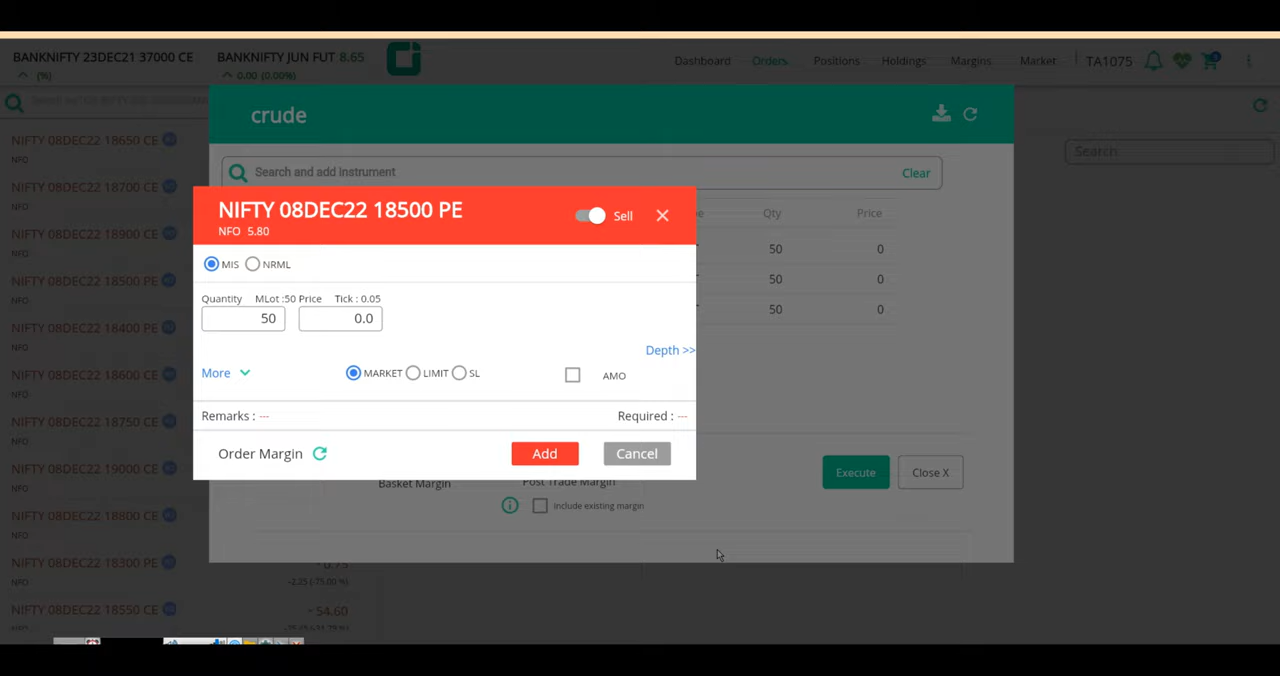 BANKNIFTY 23DEC21 37000 CE BANKNIFTY JUN FUT 8.65
(%) 0.00 (0.00%)
Dashboard Orders Positions Holdings Margins Market TA1075
crude
Search and add instrument Clear
Search
NIFTY 08DEC22 18650 CE
NFO
NIFTY 08DEC22 18700 CE
NFO
NIFTY 08DEC22 18900 CE
NFO
NIFTY 08DEC22 18500 PE
NFO
NIFTY 08DEC22 18400 PE
NFO
NIFTY 08DEC22 18600 CE
NFO
NIFTY 08DEC22 18750 CE
NFO
NIFTY 08DEC22 19000 CE
NFO
NIFTY 08DEC22 18800 CE
NFO
NIFTY 08DEC22 18300 PE
-0.75
NFO
-2.25 (-75.00 %)
NIFTY 08DEC22 18550 CE
-54.60
NFO
NIFTY 08DEC22 18500 PE
NFO 5.80
Sell
MIS NRML
Quantity MLot :50 Price Tick : 0.05
50 0.0
Depth >>
More MARKET LIMIT SL AMO
Remarks : --- Required : ---
Order Margin Add Cancel
Qty Price
50 0
50 0
50 0
Execute Close X
Basket Margin Post Trade Margin
Include existing margin